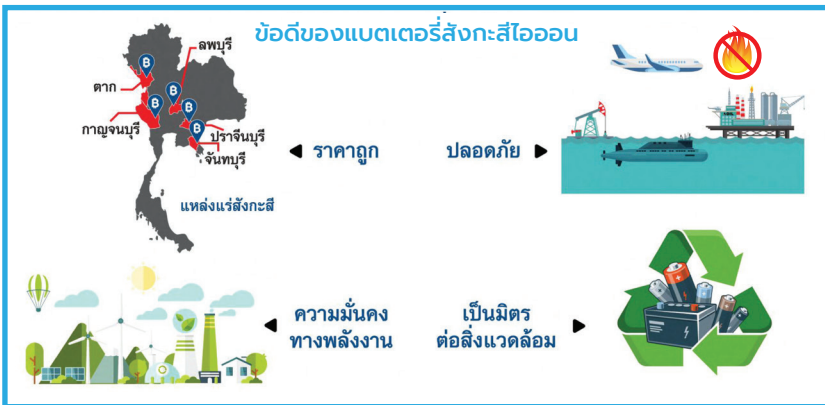 ข้อดีของแบตเตอรี่สังกะสีไอออน
ลพบุรี
ตาก
กาญจนบุรี
ปราจีนบุรี
จันทบุรี
แหล่งแร่สังกะสี
ราคาถูก
ปลอดภัย
ความมั่นคง
ทางพลังงาน
เป็นมิตร
ต่อสิ่งแวดล้อม